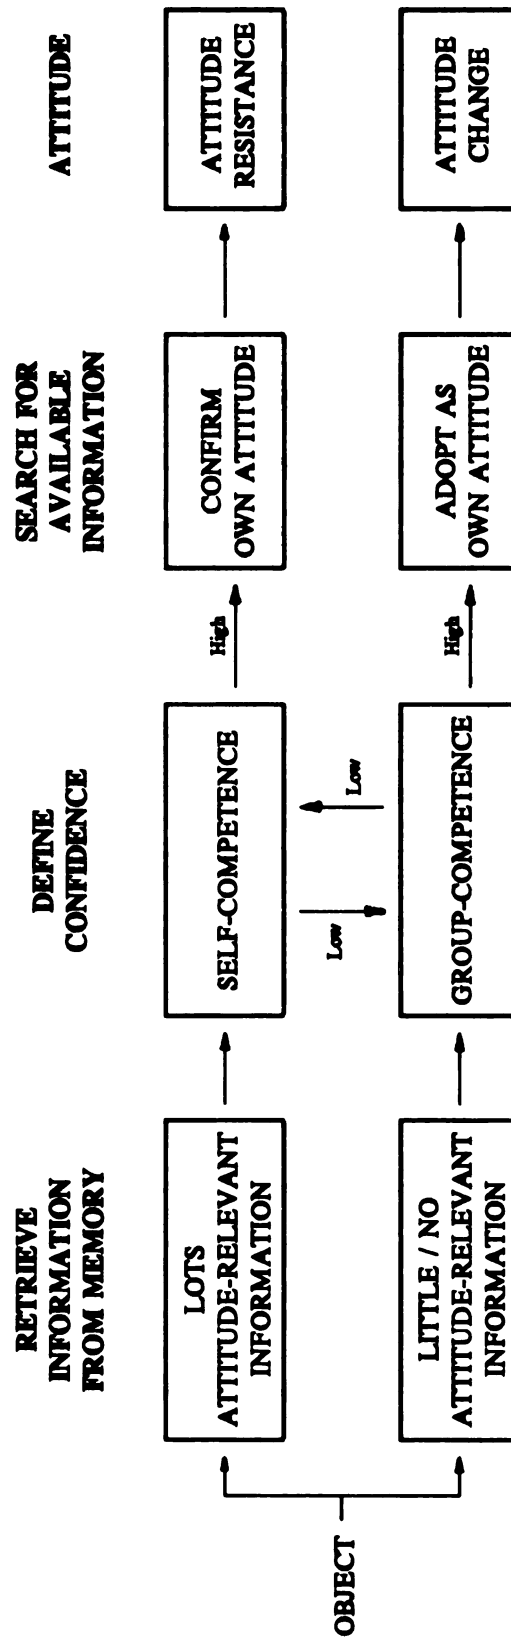 RETRIEVE
INFORMATION
FROM MEMORY
DEFINE
CONFIDENCE
SEARCH FOR
AVAILABLE
INFORMATION
ATTITUDE
OBJECT
LOTS
ATTITUDE-RELEVANT
INFORMATION
SELF-COMPETENCE
High
CONFIRM
OWN ATTITUDE
ATTITUDE
RESISTANCE
Low
Low
LITTLE / NO
ATTITUDE-RELEVANT
INFORMATION
GROUP-COMPETENCE
High
ADOPT AS
OWN ATTITUDE
ATTITUDE
CHANGE